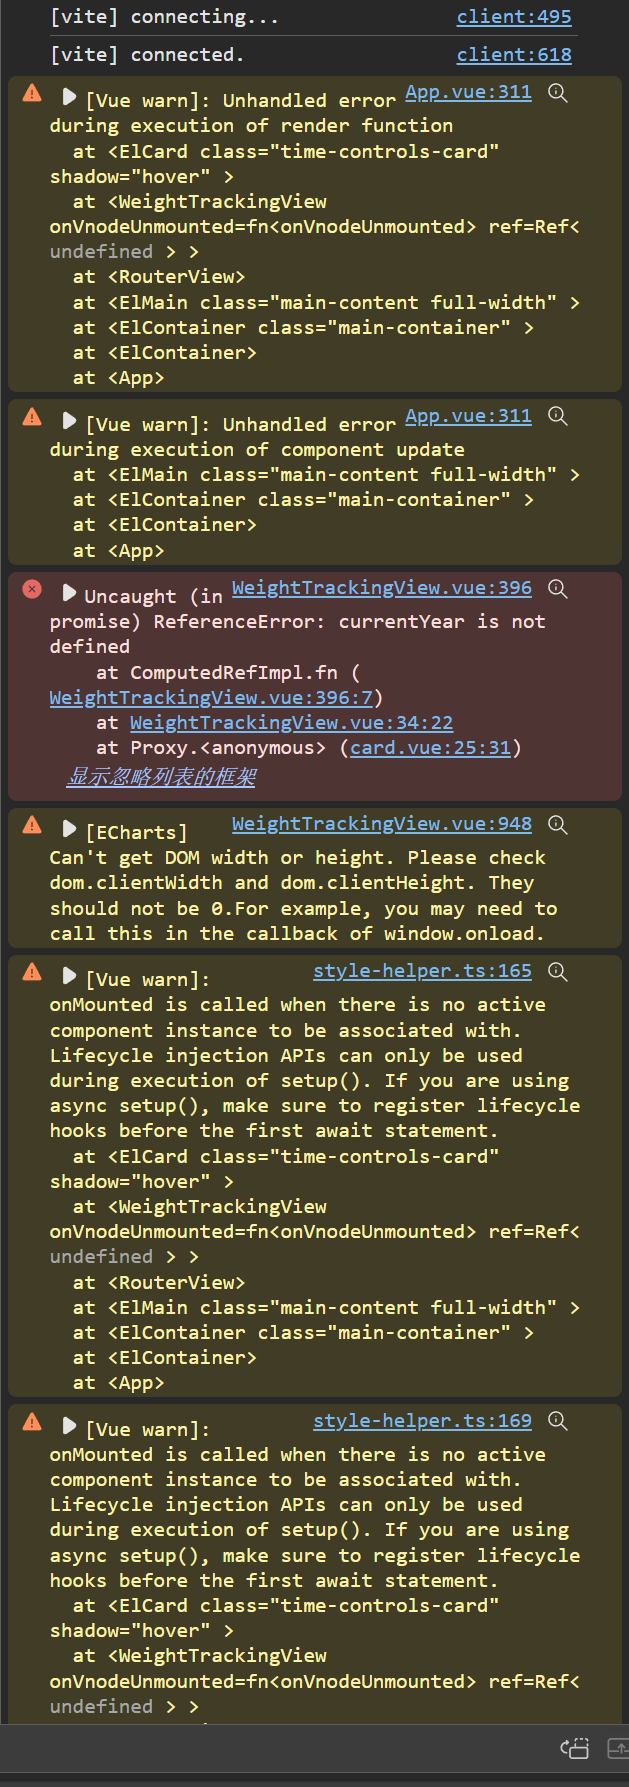 [vite] connecting... client:495
[vite] connected. client:618
[Vue warn]: Unhandled error App.vue:311
during execution of render function
at <ElCard class="time-controls-card"
shadow="hover" >
at <WeightTrackingView
onVnodeUnmounted=fn<onVnodeUnmounted> ref=Ref<
undefined > >
at <RouterView>
at <ElMain class="main-content full-width" >
at <ElContainer class="main-container" >
at <ElContainer>
at <App>
[Vue warn]: Unhandled error App.vue:311
during execution of component update
at <ElMain class="main-content full-width" >
at <ElContainer class="main-container" >
at <ElContainer>
at <App>
Uncaught (in WeightTrackingView.vue:396
promise) ReferenceError: currentYear is not
defined
at ComputedRefImpl.fn (
WeightTrackingView.vue:396:7)
at WeightTrackingView.vue:34:22
at Proxy.<anonymous> (card.vue:25:31)
显示忽略列表的框架
[ECharts] WeightTrackingView.vue:948
Can't get DOM width or height. Please check
dom.clientWidth and dom.clientHeight. They
should not be 0.For example, you may need to
call this in the callback of window.onload.
[Vue warn]: style-helper.ts:165
onMounted is called when there is no active
component instance to be associated with.
Lifecycle injection APIs can only be used
during execution of setup(). If you are using
async setup(), make sure to register lifecycle
hooks before the first await statement.
at <ElCard class="time-controls-card"
shadow="hover" >
at <WeightTrackingView
onVnodeUnmounted=fn<onVnodeUnmounted> ref=Ref<
undefined > >
at <RouterView>
at <ElMain class="main-content full-width" >
at <ElContainer class="main-container" >
at <ElContainer>
at <App>
[Vue warn]: style-helper.ts:169
onMounted is called when there is no active
component instance to be associated with.
Lifecycle injection APIs can only be used
during execution of setup(). If you are using
async setup(), make sure to register lifecycle
hooks before the first await statement.
at <ElCard class="time-controls-card"
shadow="hover" >
at <WeightTrackingView
onVnodeUnmounted=fn<onVnodeUnmounted> ref=Ref<
undefined > >